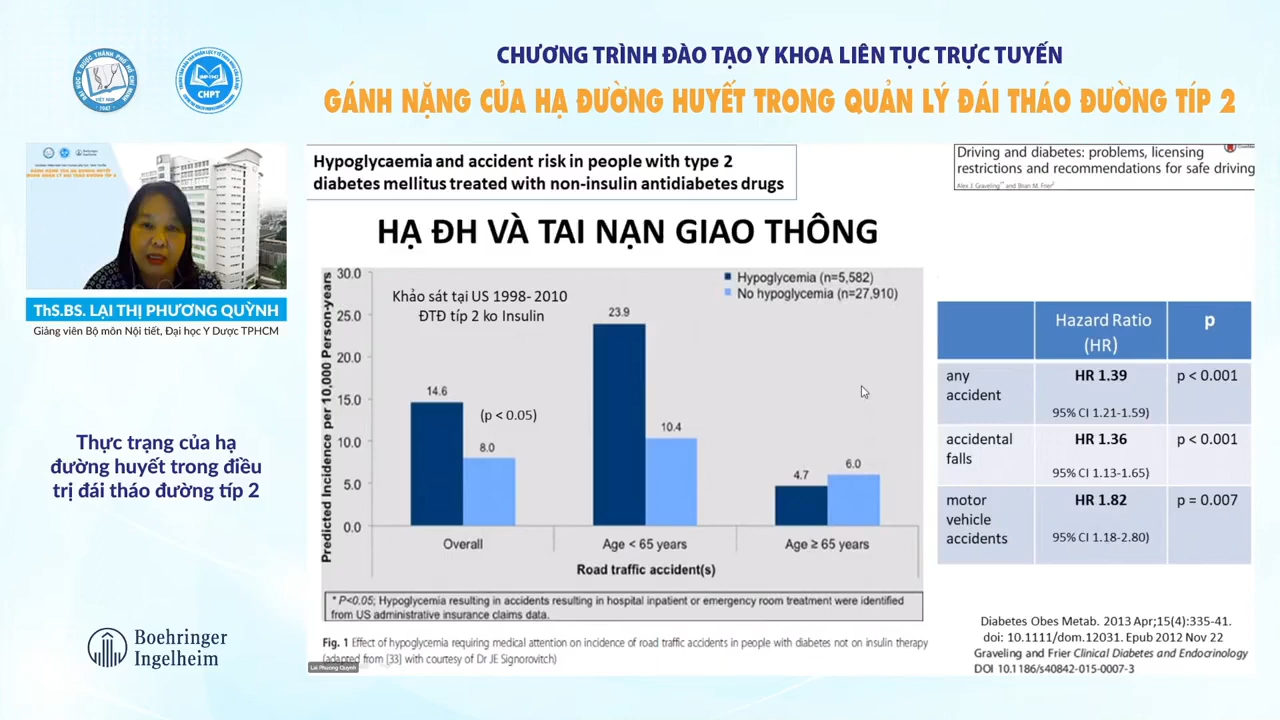 CHƯƠNG TRÌNH ĐÀO TẠO Y KHOA LIÊN TỤC TRỰC TUYẾN
GÁNH NẶNG CỦA HẠ ĐƯỜNG HUYẾT TRONG QUẢN LÝ ĐÁI THÁO ĐƯỜNG TÍP 2
CHPT
ThS.BS. LẠI THỊ PHƯƠNG QUỲNH
Giảng viên Bộ môn Nội tiết, Đại học Y Dược TPHCM
Thực trạng của hạ
đường huyết trong điều
trị đái tháo đường típ 2
Boehringer
Ingelheim
Hypoglycaemia and accident risk in people with type 2
diabetes mellitus treated with non-insulin antidiabetes drugs
Driving and diabetes: problems, licensing
restrictions and recommendations for safe driving
Alex J. Graveling and Brian M. Frier
HẠ ĐH VÀ TAI NẠN GIAO THÔNG
Predicted Incidence per 10,000 Person-years
30.0
25.0
20.0
15.0
10.0
5.0
0.0
Khảo sát tại US 1998- 2010
ĐTĐ típ 2 ko Insulin
Hypoglycemia (n=5,582)
No hypoglycemia (n=27,910)
14.6
8.0
(p < 0.05)
23.9
10.4
4.7
6.0
Overall
Age < 65 years
Age ≥ 65 years
Road traffic accident(s)
* P<0.05; Hypoglycemia resulting in accidents resulting in hospital inpatient or emergency room treatment were identified
from US administrative insurance claims data.
Fig. 1 Effect of hypoglycemia requiring medical attention on incidence of road traffic accidents in people with diabetes not on insulin therapy
(adapted from [33) with courtesy of Dr JE Signorovitch)
Lai Phuong Quynh
Hazard Ratio (HR) p
any accident HR 1.39 p < 0.001
95% CI 1.21-1.59)
accidental falls HR 1.36 p < 0.001
95% CI 1.13-1.65)
motor vehicle accidents HR 1.82 p = 0.007
95% CI 1.18-2.80)
Diabetes Obes Metab. 2013 Apr;15(4):335-41.
doi: 10.1111/dom.12031. Epub 2012 Nov 22
Graveling and Frier Clinical Diabetes and Endocrinology
DOI 10.1186/s40842-015-0007-3